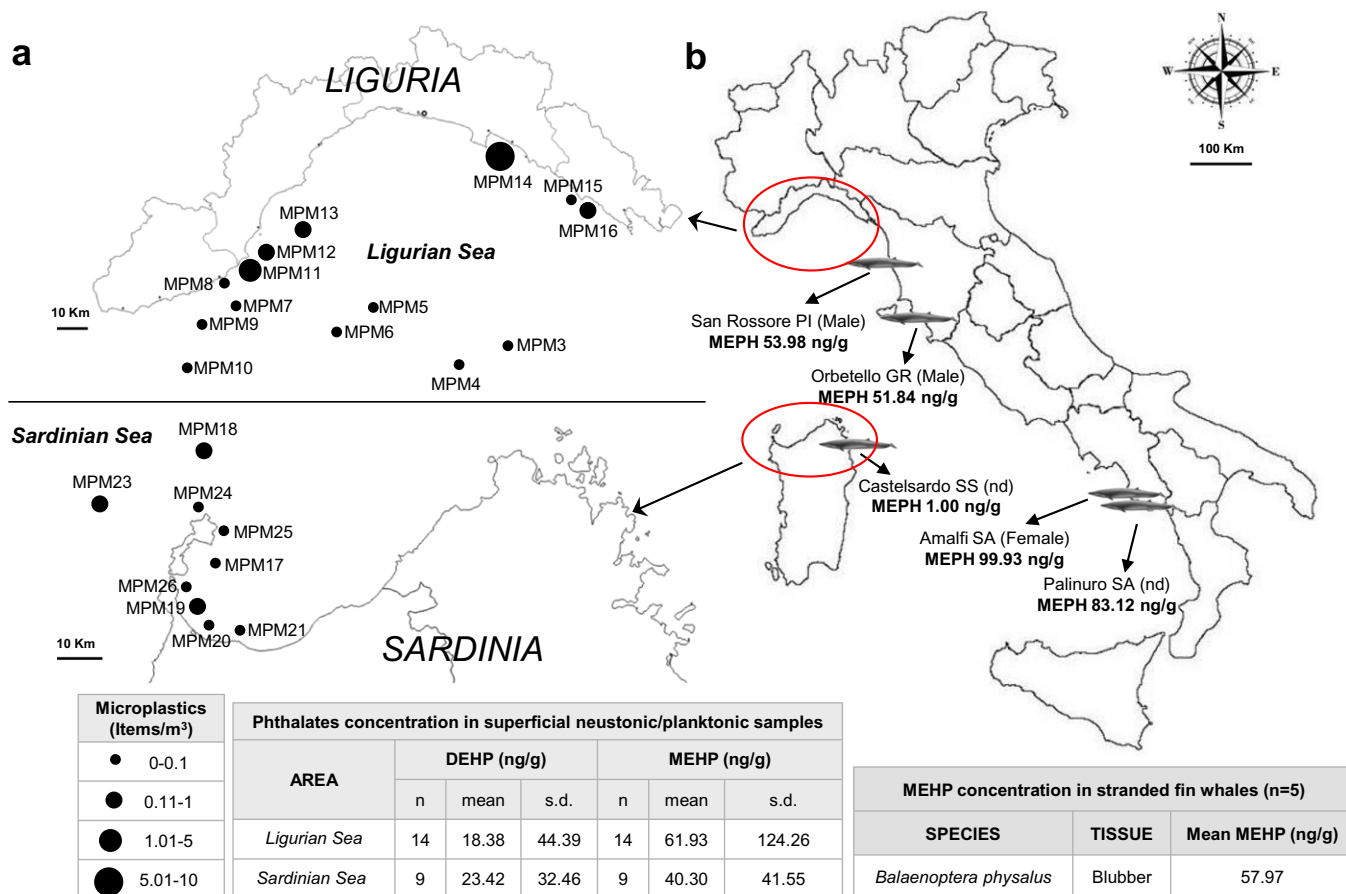 a
LIGURIA
MPM14
MPM15
MPM16
MPM13
MPM12
Ligurian Sea
MPM11
MPM8
MPM7
MPM5
MPM9
MPM6
MPM3
10 Km
MPM10
MPM4
Sardinian Sea
MPM18
MPM23
MPM24
MPM25
MPM17
MPM26
MPM19
MPM20
MPM21
10 Km
SARDINIA
b
N
W
E
S
100 Km
San Rossore PI (Male)
MEPH 53.98 ng/g
Orbetello GR (Male)
MEPH 51.84 ng/g
Castelsardo SS (nd)
MEPH 1.00 ng/g
Amalfi SA (Female)
MEPH 99.93 ng/g
Palinuro SA (nd)
MEPH 83.12 ng/g
Microplastics
(Items/m³)
0-0.1
0.11-1
1.01-5
5.01-10
Phthalates concentration in superficial neustonic/planktonic samples
AREA DEHP (ng/g) MEHP (ng/g)
n mean s.d. n mean s.d.
Ligurian Sea 14 18.38 44.39 14 61.93 124.26
Sardinian Sea 9 23.42 32.46 9 40.30 41.55
MEHP concentration in stranded fin whales (n=5)
SPECIES TISSUE Mean MEHP (ng/g)
Balaenoptera physalus Blubber 57.97